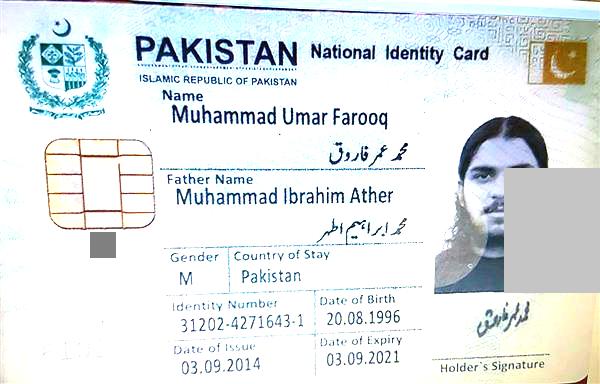 PAKISTAN National Identity Card
ISLAMIC REPUBLIC OF PAKISTAN
Name
Muhammad Umar Farooq
محمد عمر فاروق
Father Name
Muhammad Ibrahim Ather
محمد ابراہیم اطہر
Gender Country of Stay
M Pakistan
Identity Number Date of Birth
31202-4271643-1 20.08.1996
Date of Issue Date of Expiry
03.09.2014 03.09.2021
Holder`s Signature